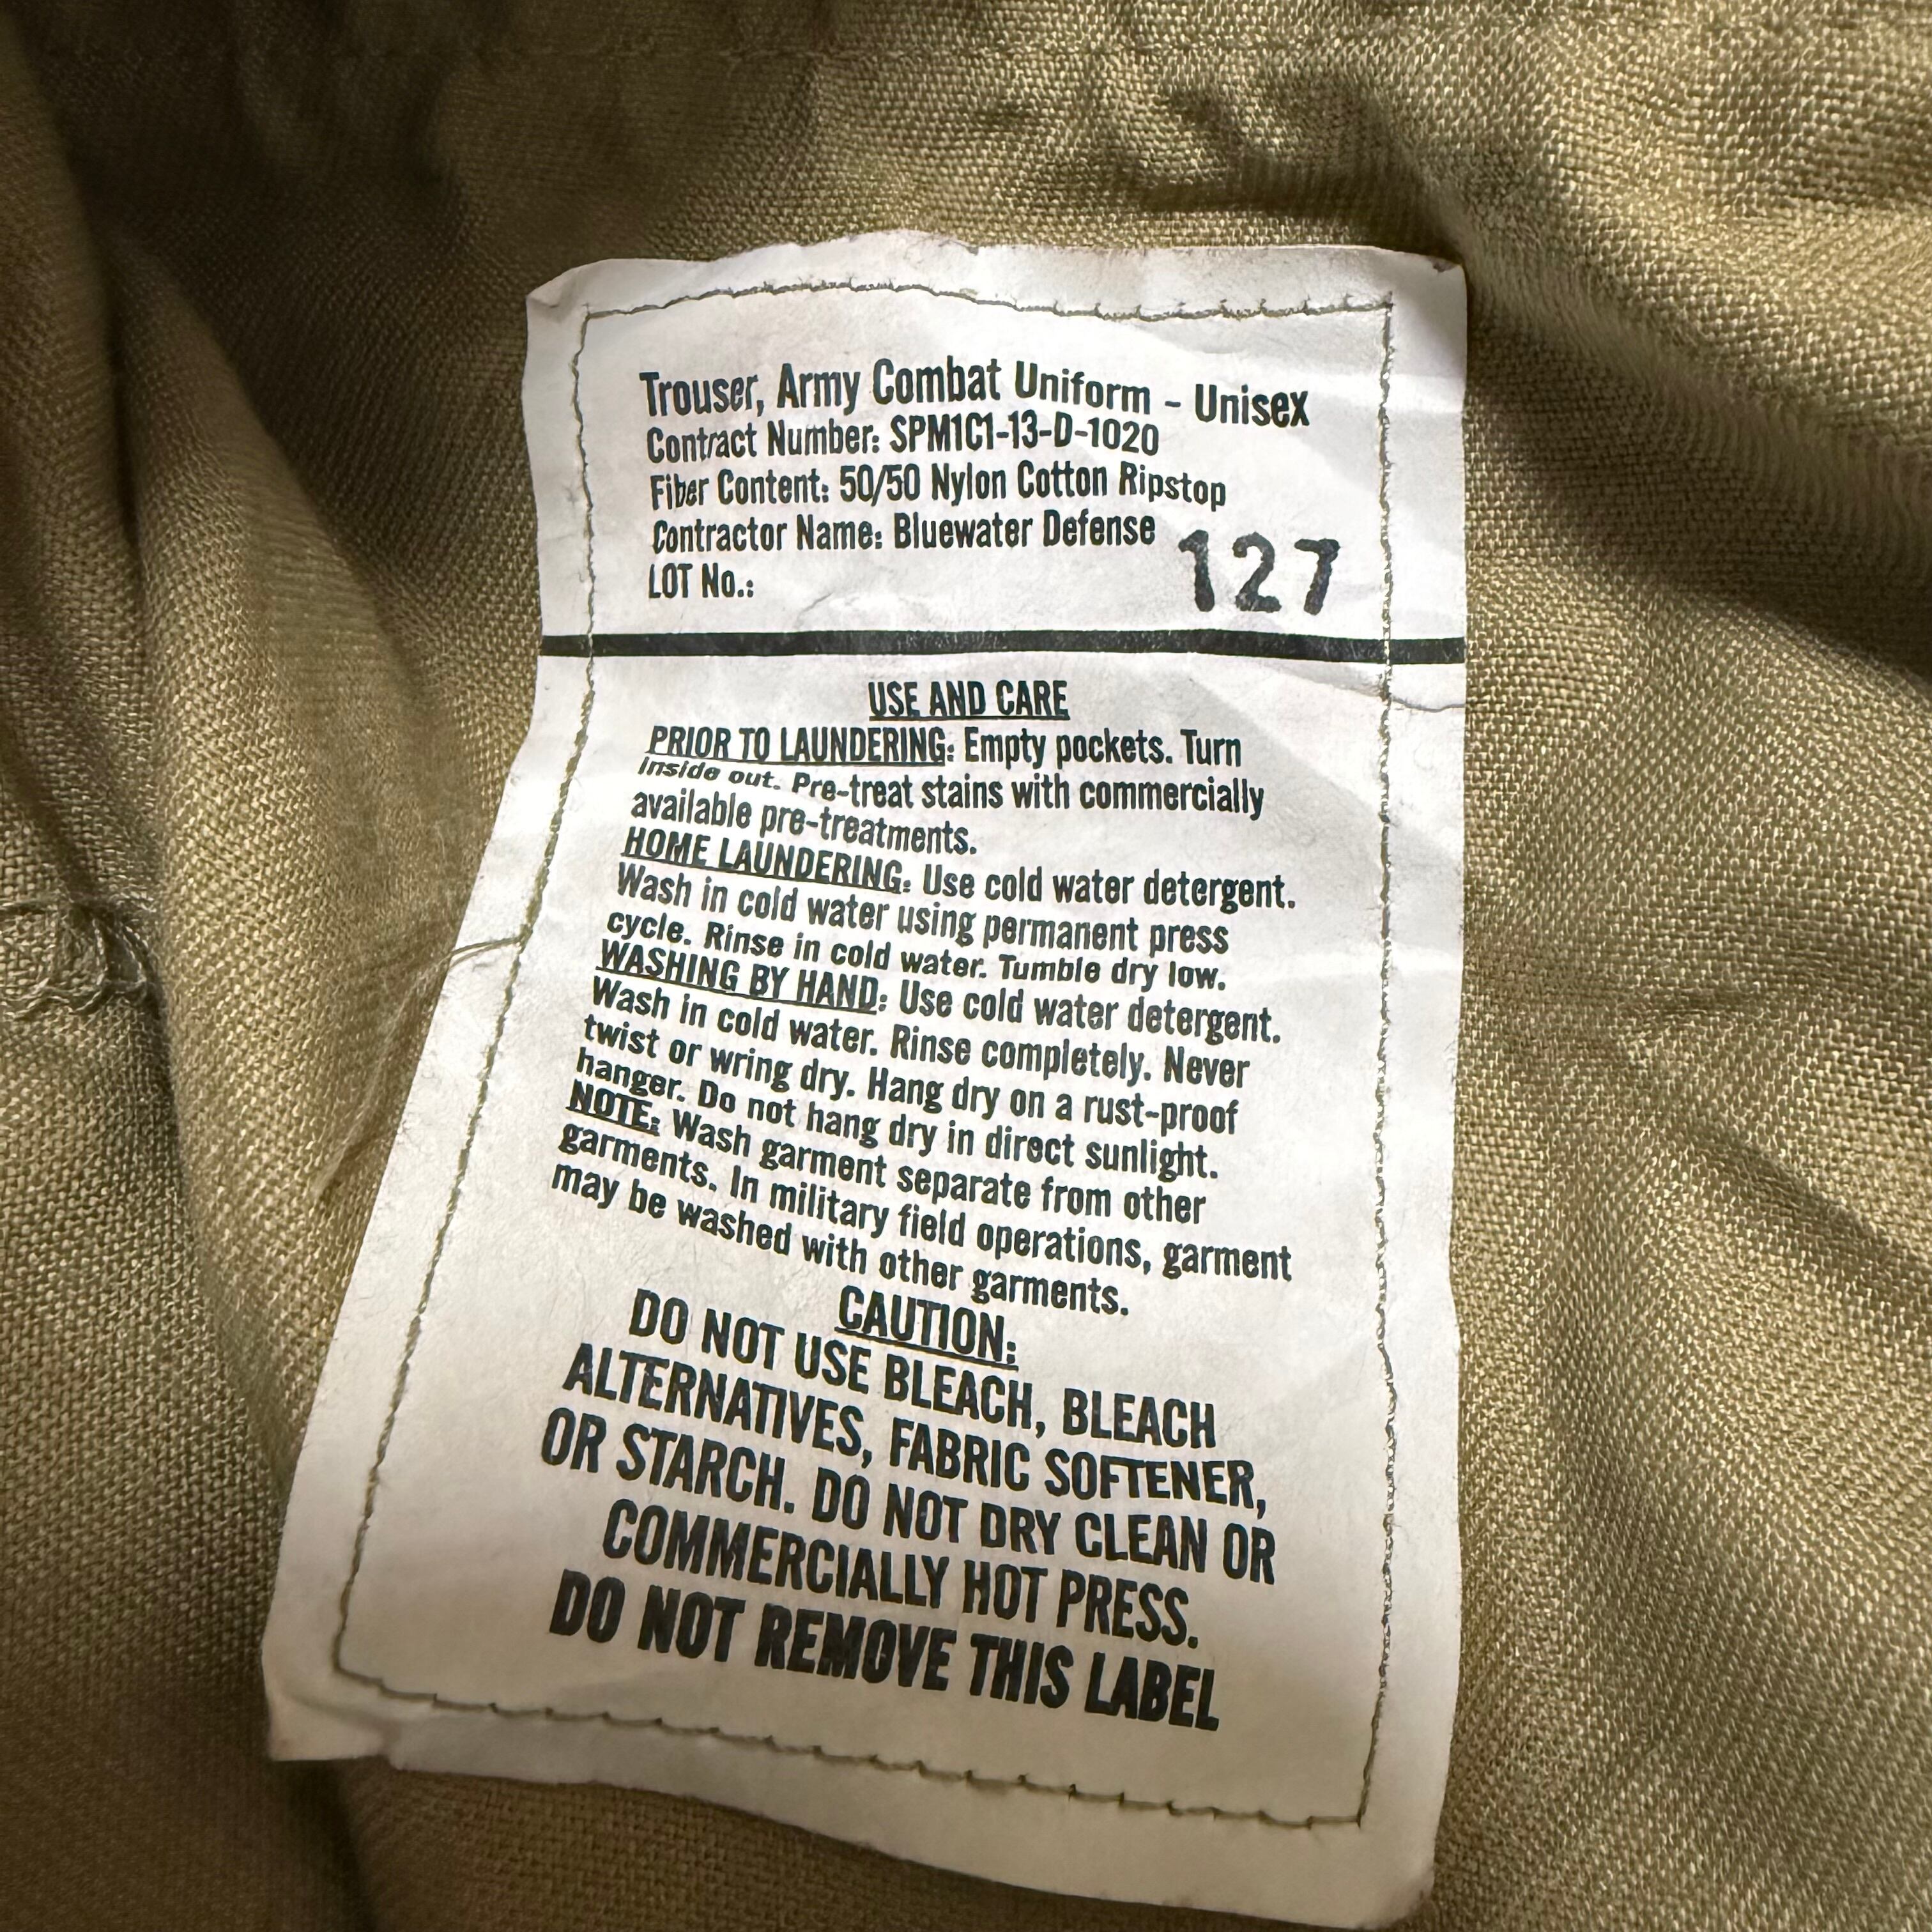 Trouser, Army Combat Uniform - Unisex
Contract Number: SPM1C1-13-D-1020
Fiber Content: 50/50 Nylon Cotton Ripstop
Contractor Name: Bluewater Defense
LOT No.: 127
USE AND CARE
PRIOR TO LAUNDERING: Empty pockets. Turn
inside out. Pre-treat stains with commercially
available pre-treatments.
HOME LAUNDERING: Use cold water detergent.
Wash in cold water using permanent press
cycle. Rinse in cold water. Tumble dry low.
WASHING BY HAND: Use cold water detergent.
Wash in cold water. Rinse completely. Never
twist or wring dry. Hang dry on a rust-proof
hanger. Do not hang dry in direct sunlight.
NOTE: Wash garment separate from other
garments. In military field operations, garment
may be washed with other garments.
CAUTION:
DO NOT USE BLEACH, BLEACH
ALTERNATIVES, FABRIC SOFTENER,
OR STARCH. DO NOT DRY CLEAN OR
COMMERCIALLY HOT PRESS.
DO NOT REMOVE THIS LABEL